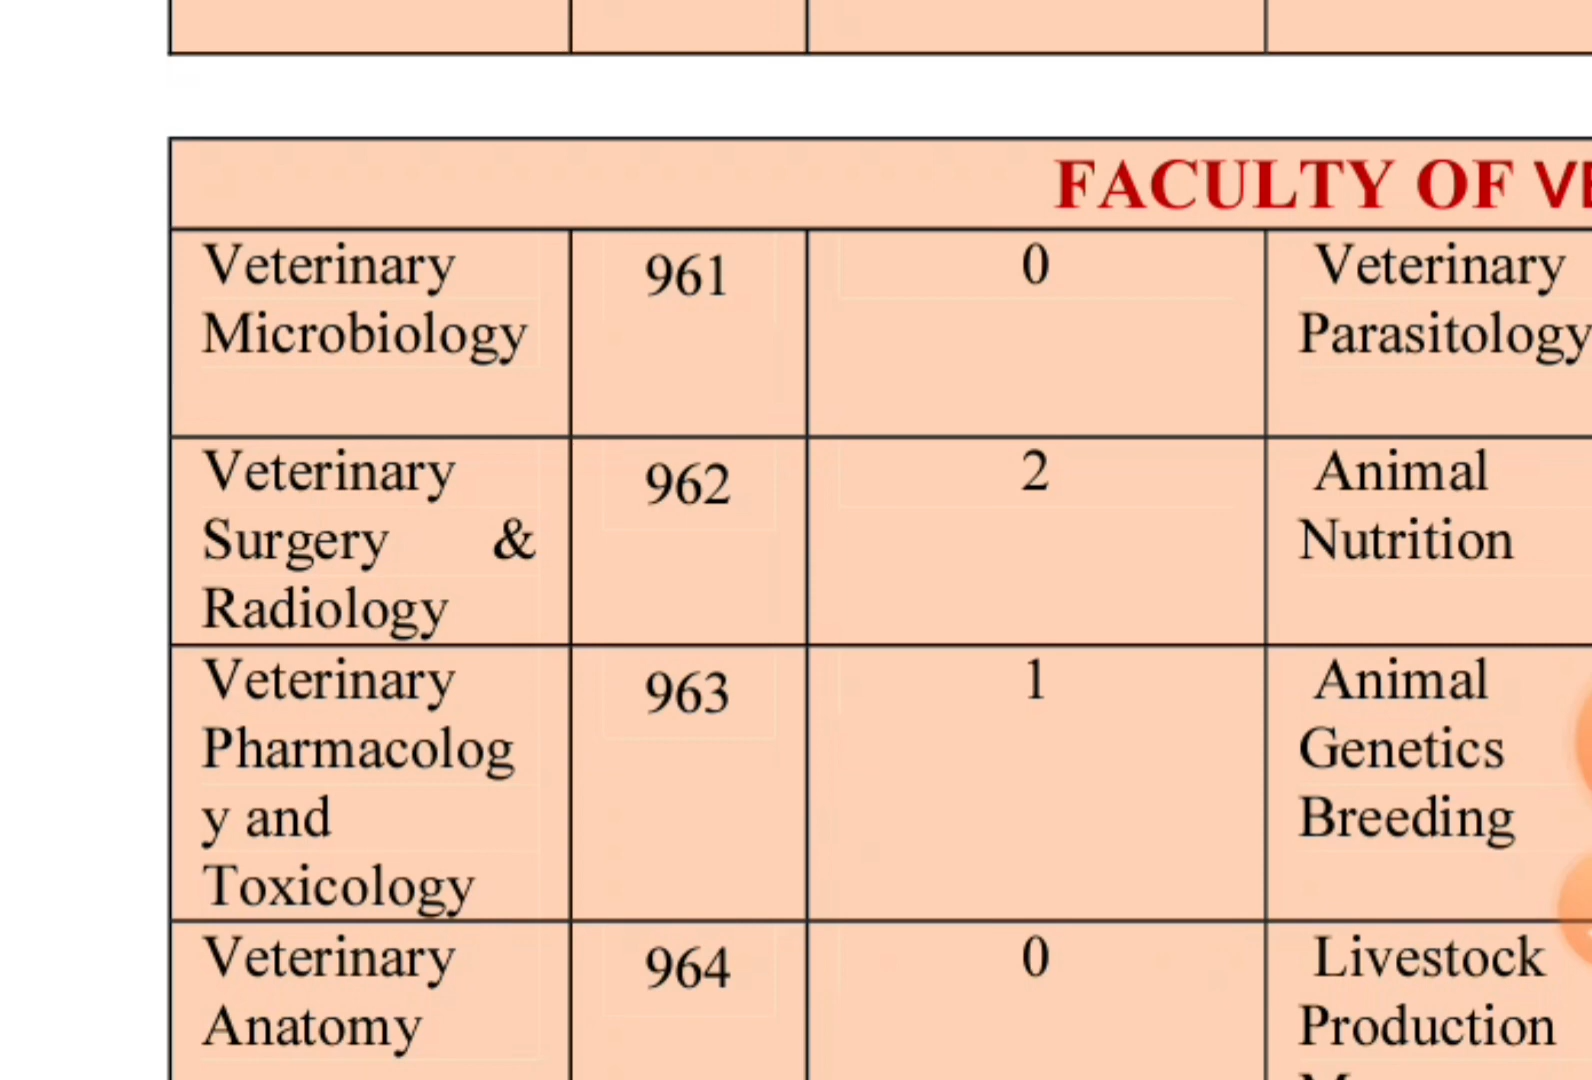 FACULTY OF VE
Veterinary
Microbiology
961
0
Veterinary
Parasitology
Veterinary
Surgery &
Radiology
962
2
Animal
Nutrition
Veterinary
Pharmacolog
y and
Toxicology
963
1
Animal
Genetics
Breeding
Veterinary
Anatomy
964
0
Livestock
Production